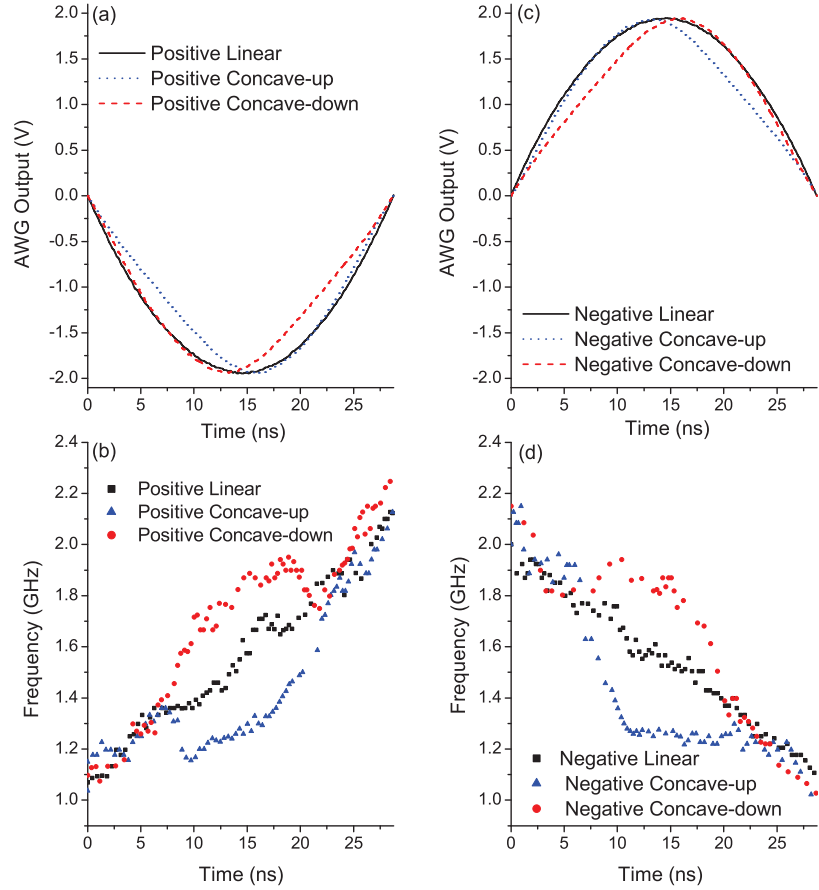 (a)
Positive Linear
Positive Concave-up
Positive Concave-down
2.0
1.5
1.0
0.5
0.0
-0.5
-1.0
-1.5
-2.0
AWG Output (V)
0 5 10 15 20 25
Time (ns)
(c)
2.0
1.5
1.0
0.5
0.0
-0.5
-1.0
-1.5
-2.0
AWG Output (V)
Negative Linear
Negative Concave-up
Negative Concave-down
0 5 10 15 20 25
Time (ns)
(b)
Positive Linear
Positive Concave-up
Positive Concave-down
2.4
2.2
2.0
1.8
1.6
1.4
1.2
1.0
Frequency (GHz)
0 5 10 15 20 25
Time (ns)
(d)
2.4
2.2
2.0
1.8
1.6
1.4
1.2
1.0
Frequency (GHz)
Negative Linear
Negative Concave-up
Negative Concave-down
0 5 10 15 20 25
Time (ns)